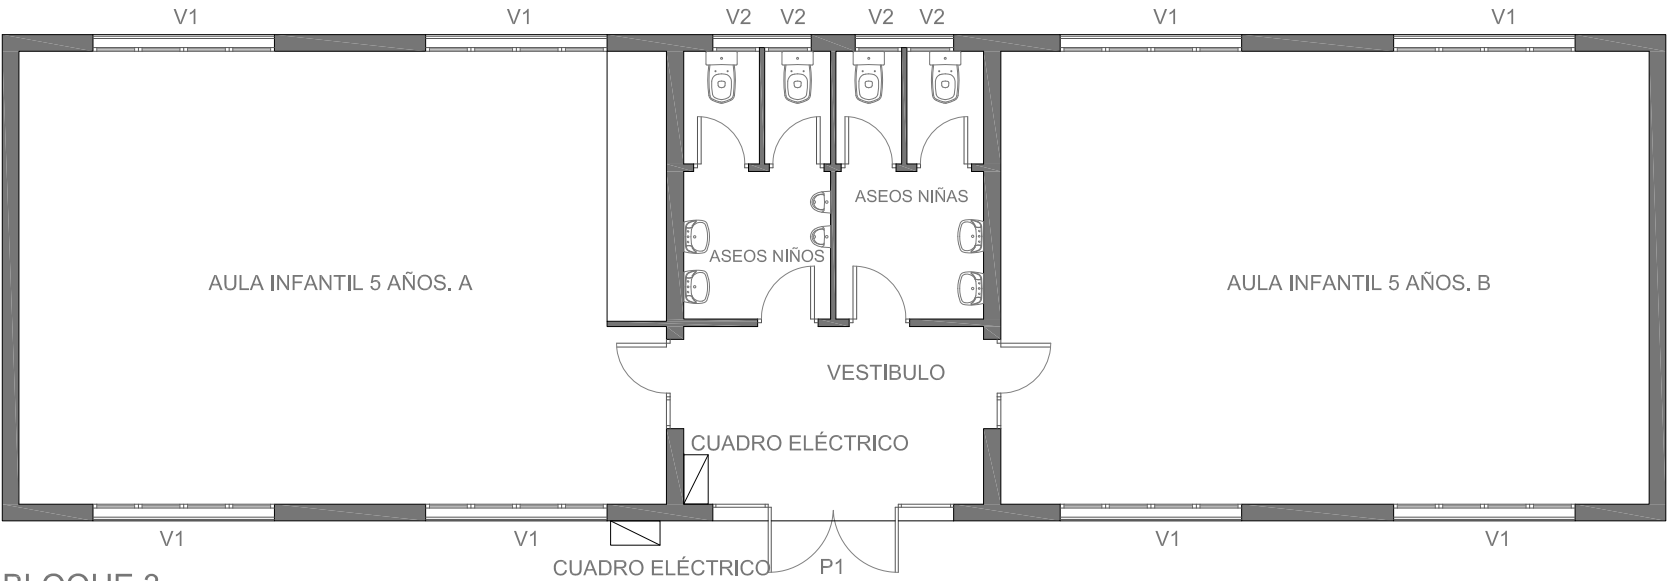 V1 V1 V2 V2 V2 V2 V1 V1
ASEOS NIÑAS
ASEOS NIÑOS
AULA INFANTIL 5 AÑOS. A
AULA INFANTIL 5 AÑOS. B
VESTIBULO
CUADRO ELÉCTRICO
V1 V1 V1 V1
CUADRO ELÉCTRICO
P1
BLOQUE